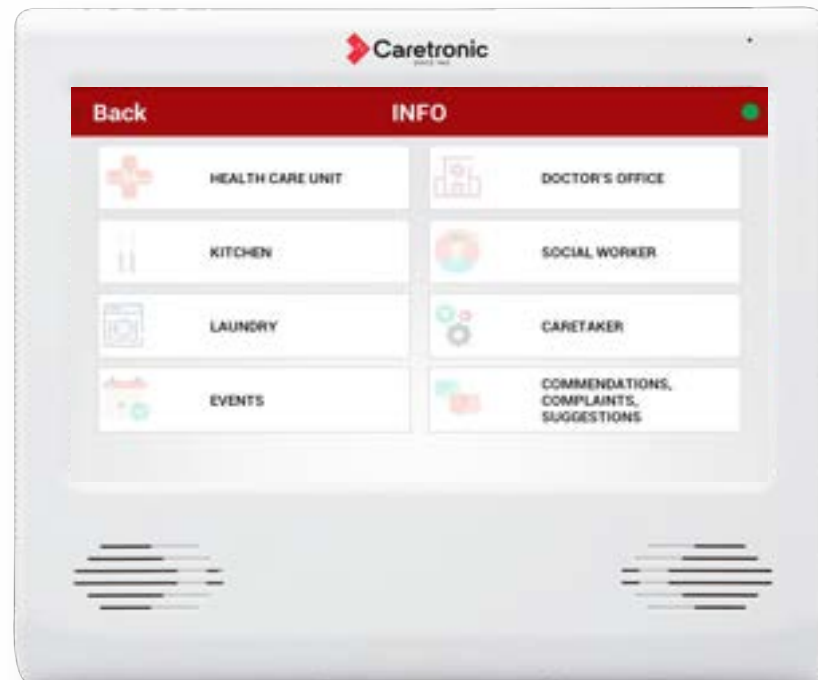 Caretronic
Back
INFO
HEALTH CARE UNIT
DOCTOR'S OFFICE
KITCHEN
SOCIAL WORKER
LAUNDRY
CARETAKER
EVENTS
COMMENDATIONS,
COMPLAINTS,
SUGGESTIONS